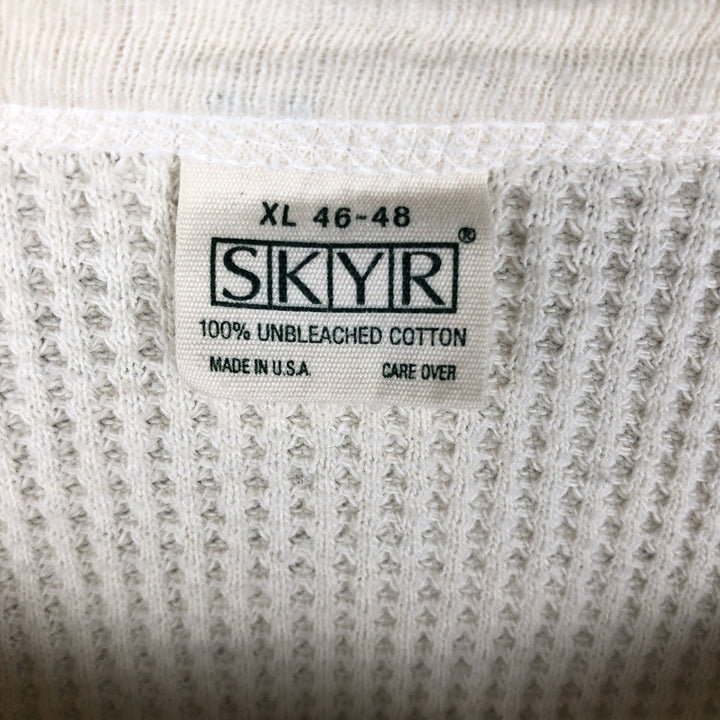 XL 46-48
SKYR®
100% UNBLEACHED COTTON
MADE IN U.S.A. CARE OVER